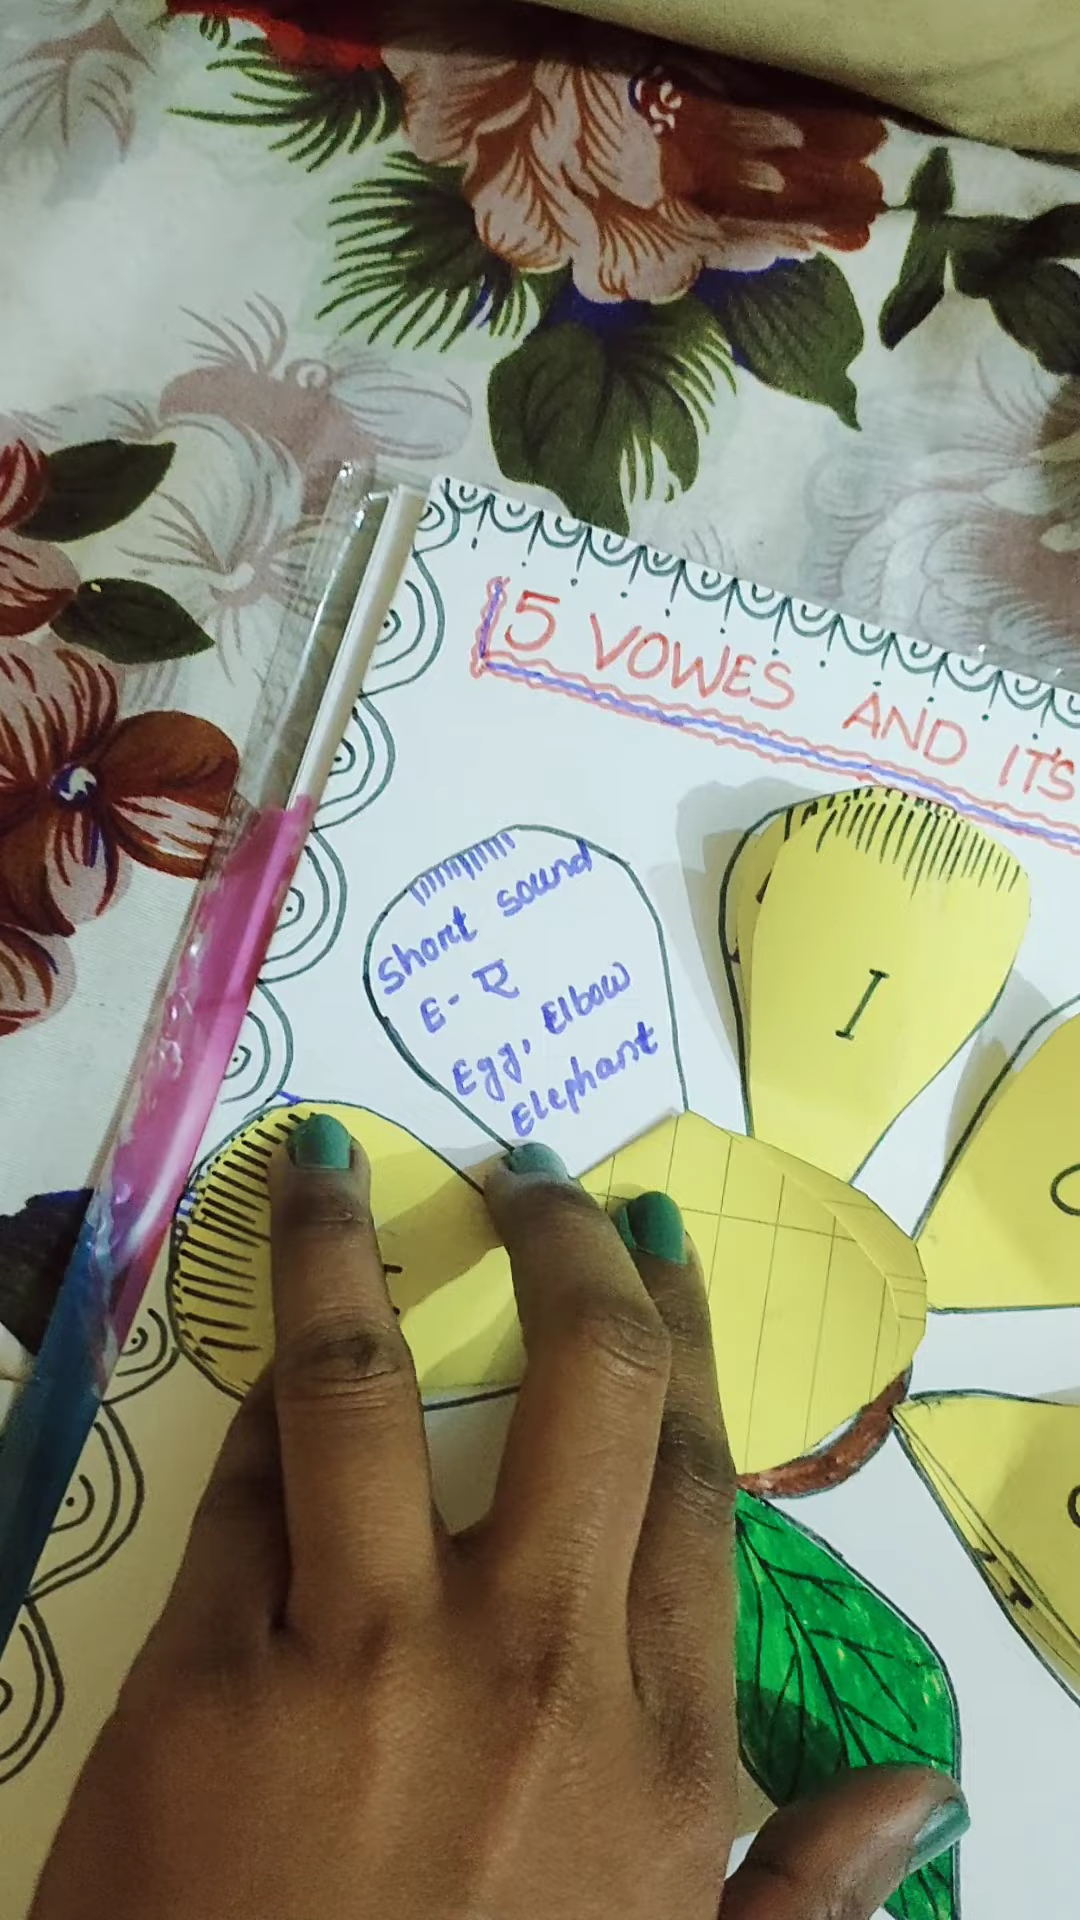 5 VOWES AND ITS
Short sound
E - ए
Egg, Elbow
Elephant
I